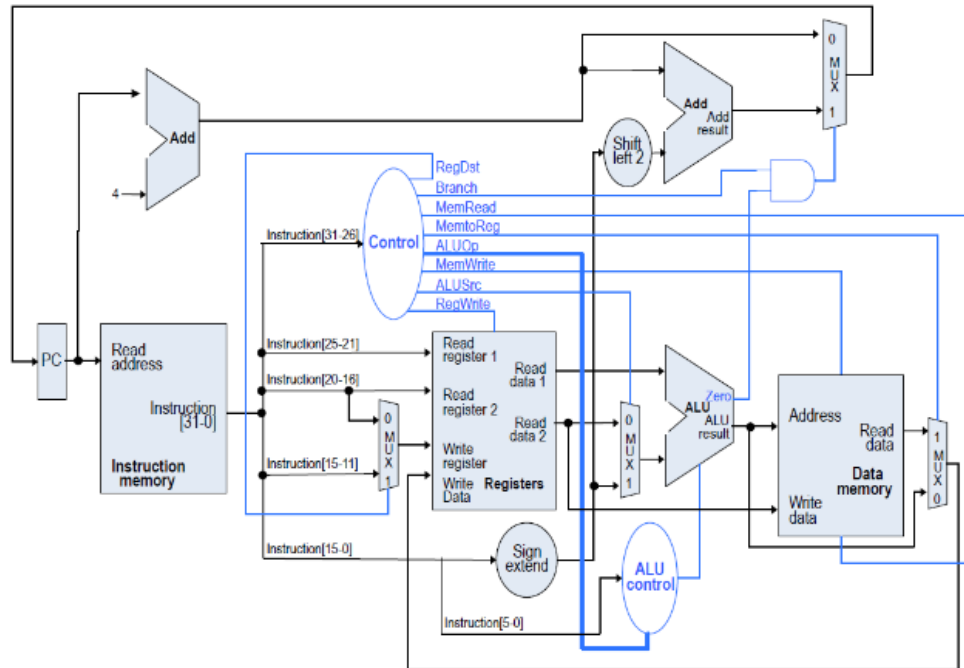 0
M
U
X
1
Add
Add
Add
result
Shift
left 2
4
RegDst
Branch
MemRead
MemtoReg
ALUOp
MemWrite
ALUSrc
RegWrite
Control
Instruction[31-26]
PC
Read
address
Instruction
[31-0]
Instruction
memory
Instruction[25-21]
Instruction[20-16]
Instruction[15-11]
Instruction[15-0]
Instruction[5-0]
0
M
U
X
1
Read
register 1
Read
register 2
Write
register
Write
Data
Read
data 1
Read
data 2
Registers
Sign
extend
0
M
U
X
1
Zero
ALU
ALU
result
ALU
control
Address
Read
data
Data
memory
Write
data
1
M
U
X
0